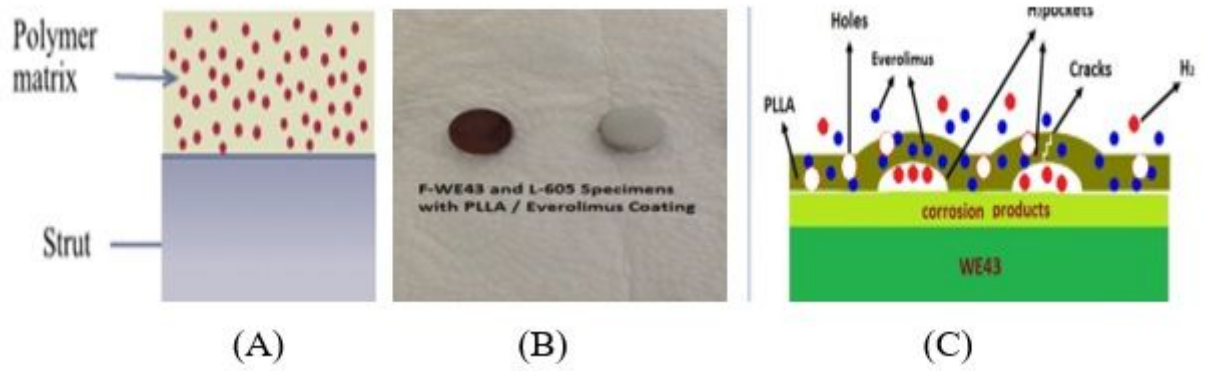 Polymer
matrix
Strut
(A)
F-WE43 and L-605 Specimens
with PLLA / Everolimus Coating
(B)
Holes
H₂pockets
Everolimus
Cracks
H₂
PLLA
corrosion products
WE43
(C)